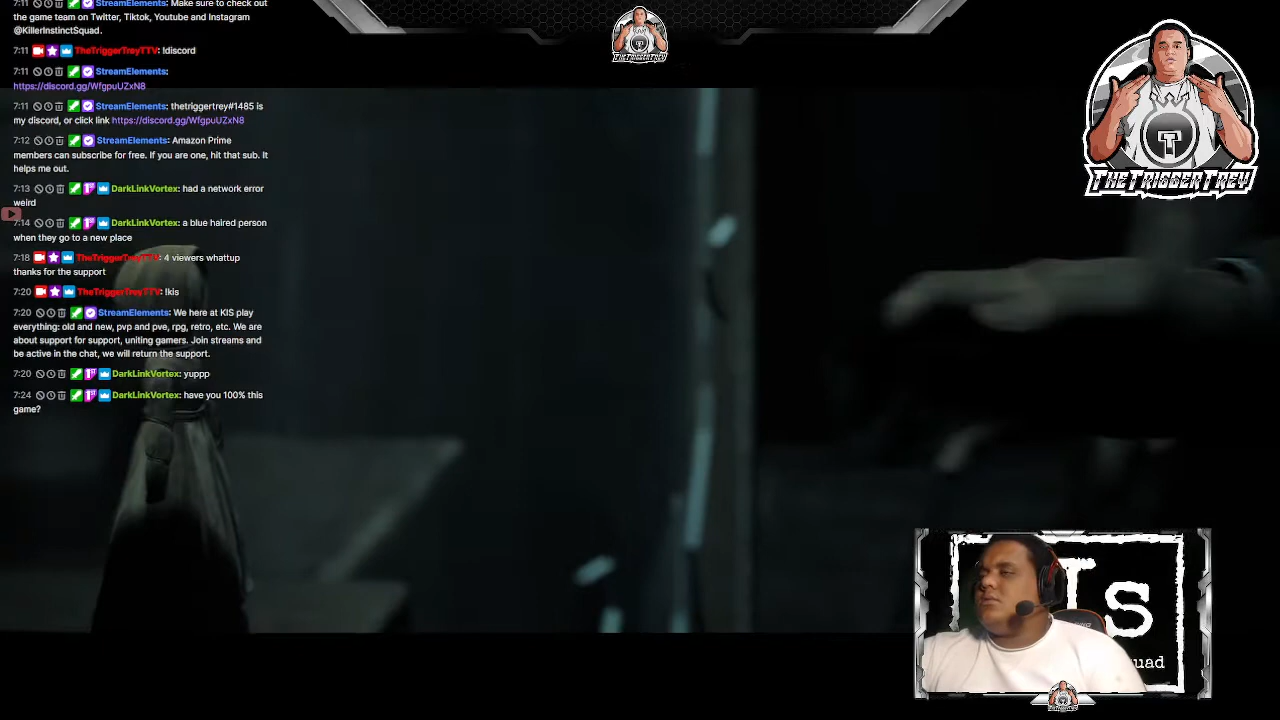 7:11 StreamElements: Make sure to check out
the game team on Twitter, Tiktok, Youtube and Instagram
@KillerInstinctSquad.
7:11 TheTriggerTreyTTV: !discord
7:11 StreamElements:
https://discord.gg/WfgpuUZxN8
7:11 StreamElements: thetriggertrey#1485 is
my discord, or click link https://discord.gg/WfgpuUZxN8
7:12 StreamElements: Amazon Prime
members can subscribe for free. If you are one, hit that sub. It
helps me out.
7:13 DarkLinkVortex: had a network error
weird
7:14 DarkLinkVortex: a blue haired person
when they go to a new place
7:18 TheTriggerTreyTTV: 4 viewers whattup
thanks for the support
7:20 TheTriggerTreyTTV: !kis
7:20 StreamElements: We here at KIS play
everything: old and new, pvp and pve, rpg, retro, etc. We are
about support for support, uniting gamers. Join streams and
be active in the chat, we will return the support.
7:20 DarkLinkVortex: yuppp
7:24 DarkLinkVortex: have you 100% this
game?
THETRIGGERTREY
T
THETRIGGERTREY
Is
uad